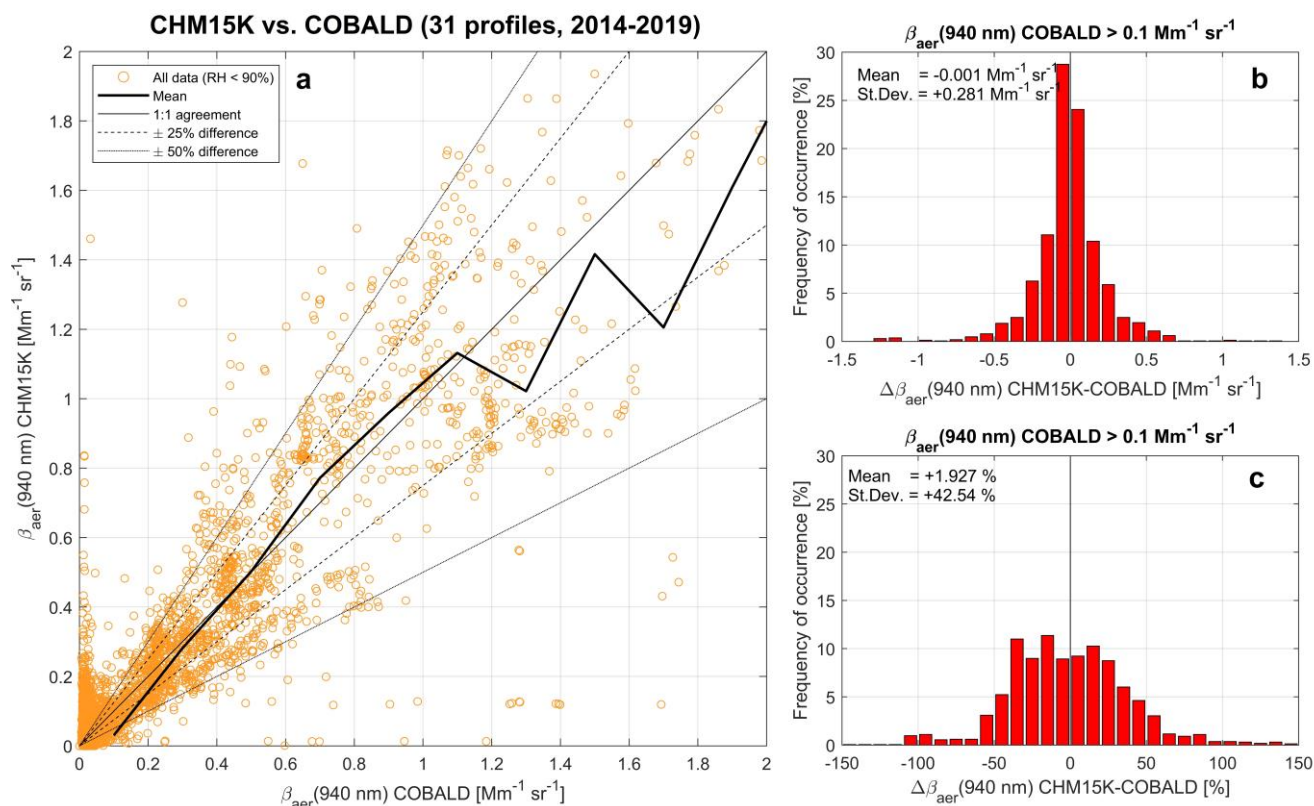 CHM15K vs. COBALD (31 profiles, 2014-2019)
a
All data (RH < 90%)
Mean
1:1 agreement
± 25% difference
± 50% difference
2
1.8
1.6
1.4
1.2
1
0.8
0.6
0.4
0.2
0
β_aer(940 nm) CHM15K [Mm⁻¹ sr⁻¹]
0 0.2 0.4 0.6 0.8 1 1.2 1.4 1.6 1.8 2
β_aer(940 nm) COBALD [Mm⁻¹ sr⁻¹]
β_aer(940 nm) COBALD > 0.1 Mm⁻¹ sr⁻¹
b
Mean = -0.001 Mm⁻¹ sr⁻¹
St.Dev. = +0.281 Mm⁻¹ sr⁻¹
30
25
20
15
10
5
0
Frequency of occurrence [%]
-1.5 -1 -0.5 0 0.5 1 1.5
Δβ_aer(940 nm) CHM15K-COBALD [Mm⁻¹ sr⁻¹]
β_aer(940 nm) COBALD > 0.1 Mm⁻¹ sr⁻¹
c
Mean = +1.927 %
St.Dev. = +42.54 %
30
25
20
15
10
5
0
Frequency of occurrence [%]
-150 -100 -50 0 50 100 150
Δβ_aer(940 nm) CHM15K-COBALD [%]